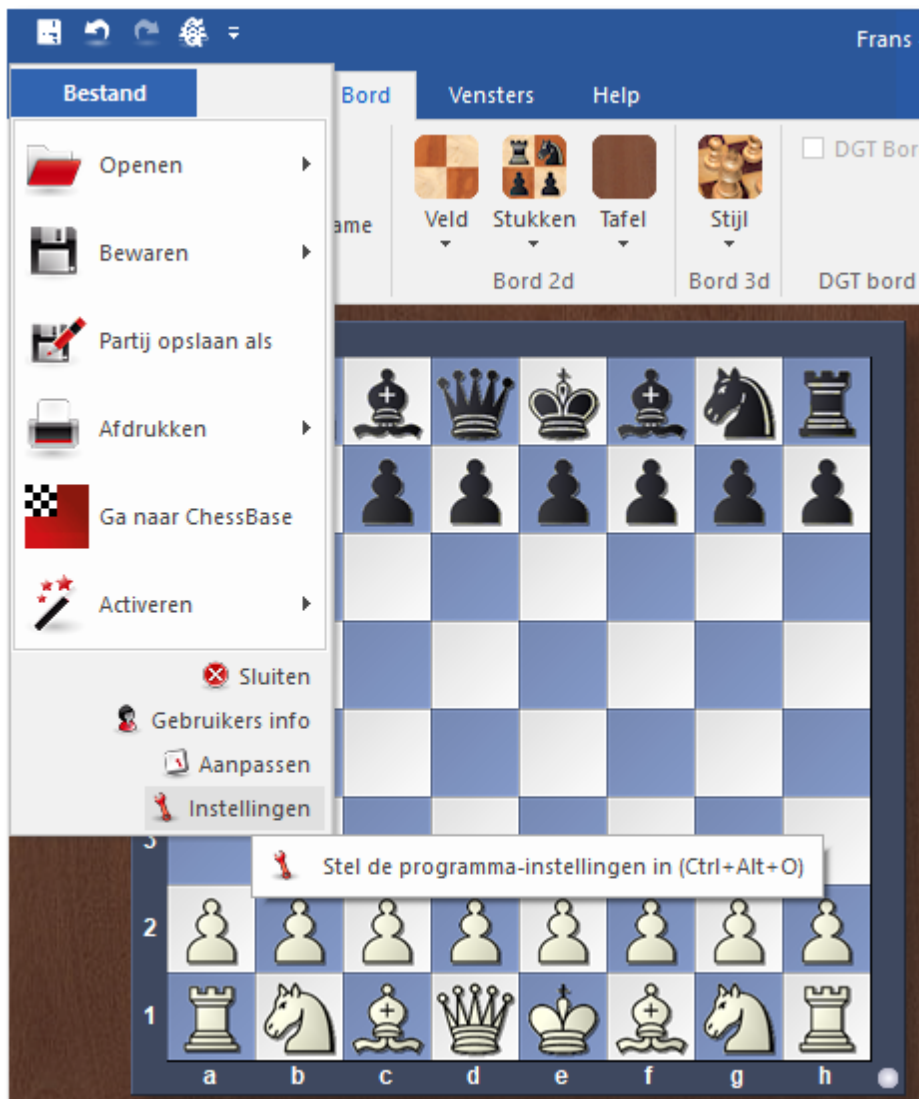 Frans
Bestand
Bord Vensters Help
Openen
Bewaren
Partij opslaan als
Afdrukken
Ga naar ChessBase
Activeren
Sluiten
Gebruikers info
Aanpassen
Instellingen
Stel de programma-instellingen in (Ctrl+Alt+O)
ame
Veld Stukken Tafel Stijl
DGT Bor
Bord 2d Bord 3d DGT bord
3
2
1
a b c d e f g h